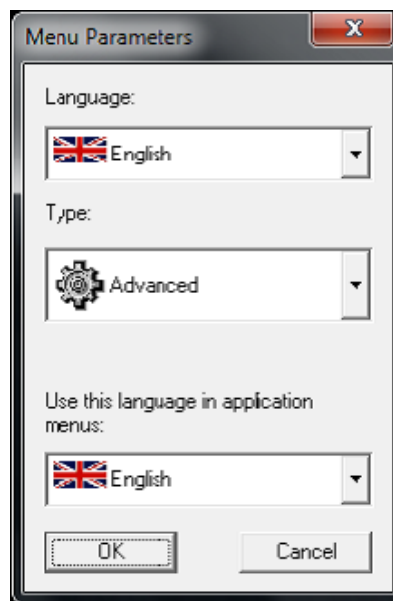 Menu Parameters
Language:
English
Type:
Advanced
Use this language in application
menus:
English
OK
Cancel